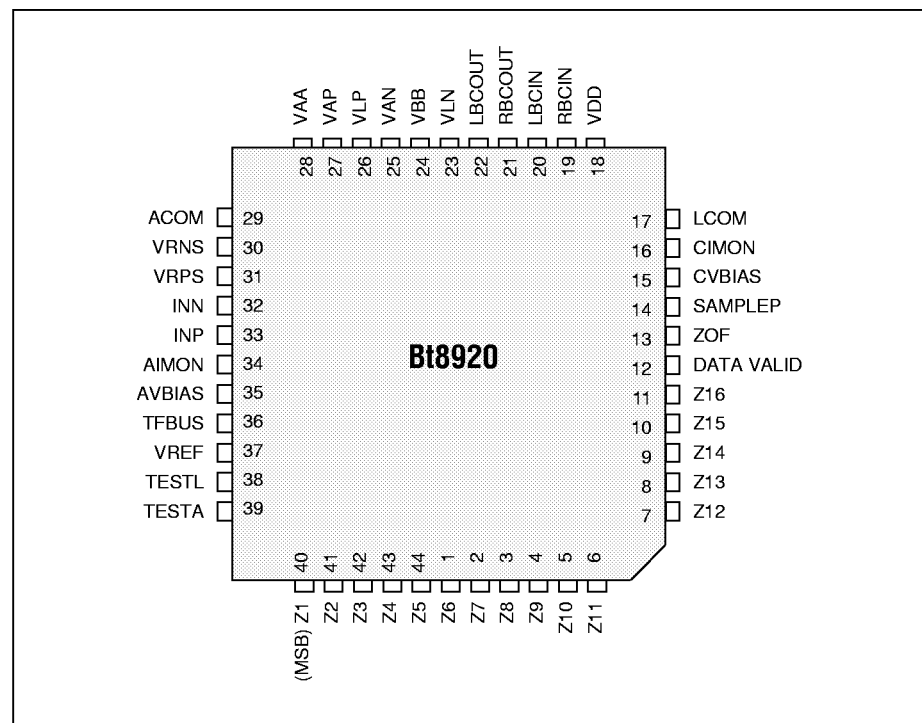 VAA VAP VLP VAN VBB VLN LBCOUT RBCOUT LBCIN RBCIN VDD
28 27 26 25 24 23 22 21 20 19 18
ACOM 29 17 LCOM
VRNS 30 16 CIMON
VRPS 31 15 CVBIAS
INN 32 14 SAMPLEP
INP 33 13 ZOF
AIMON 34 12 DATA VALID
Bt8920
AVBIAS 35 11 Z16
TFBUS 36 10 Z15
VREF 37 9 Z14
TESTL 38 8 Z13
TESTA 39 7 Z12
40 41 42 43 44 1 2 3 4 5 6
(MSB) Z1 Z2 Z3 Z4 Z5 Z6 Z7 Z8 Z9 Z10 Z11